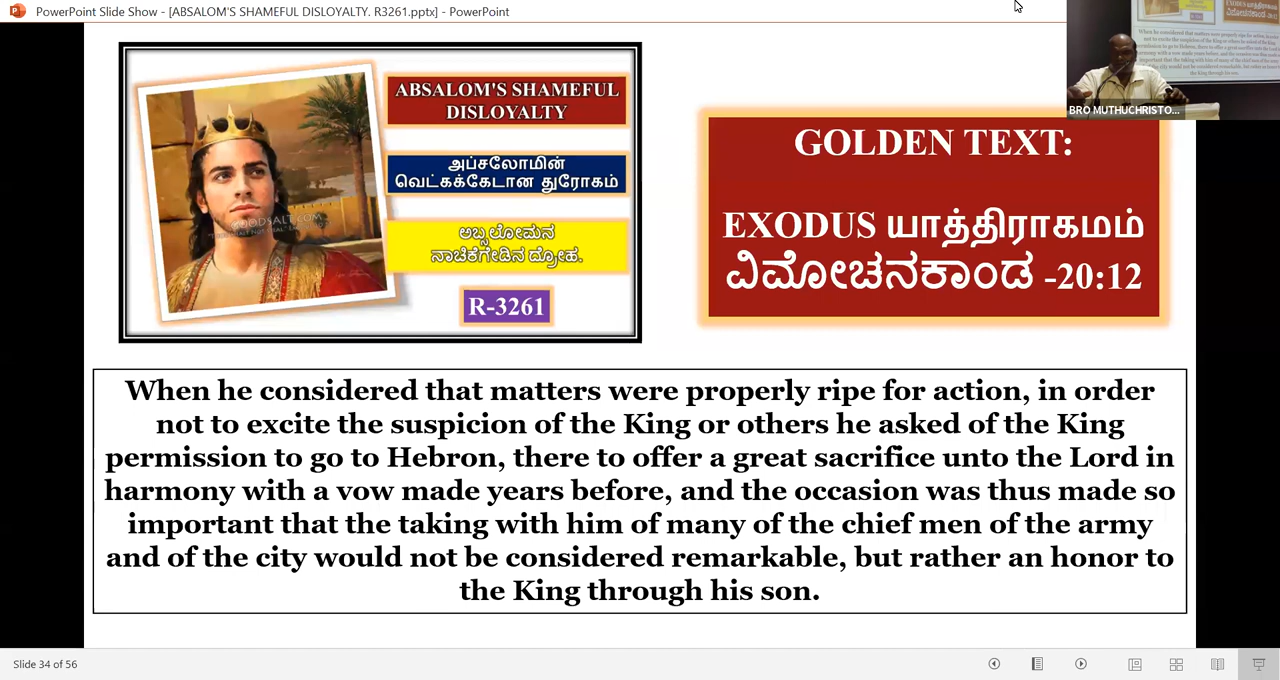 PowerPoint Slide Show - [ABSALOM'S SHAMEFUL DISLOYALTY. R3261.pptx] - PowerPoint
BRO MUTHUCHRISTO...
ABSALOM'S SHAMEFUL
DISLOYALTY
அப்சலோமின்
வெட்கக்கேடான துரோகம்
ಅಬ್ಸಲೋಮನ
ನಾಚಿಕೆಗೇಡಿನ ದ್ರೋಹ.
R-3261
GOLDEN TEXT:
EXODUS யாத்திராகமம்
ವಿಮೋಚನಕಾಂಡ -20:12
When he considered that matters were properly ripe for action, in order
not to excite the suspicion of the King or others he asked of the King
permission to go to Hebron, there to offer a great sacrifice unto the Lord in
harmony with a vow made years before, and the occasion was thus made so
important that the taking with him of many of the chief men of the army
and of the city would not be considered remarkable, but rather an honor to
the King through his son.
Slide 34 of 56